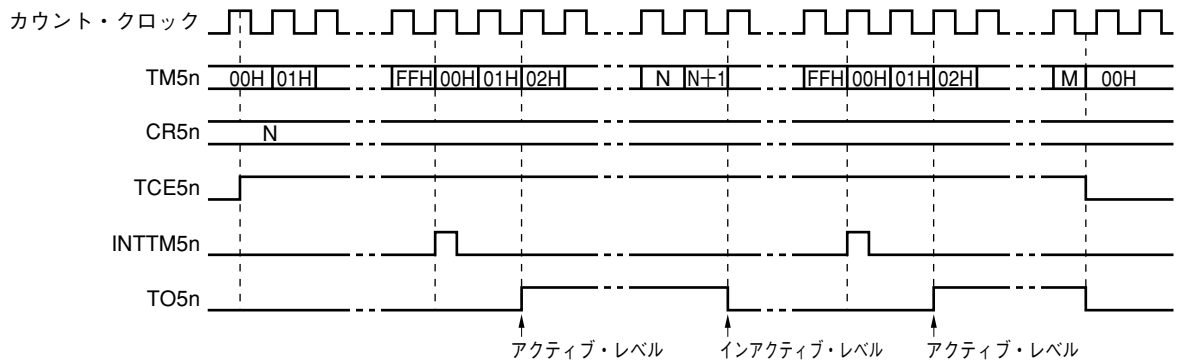 カウント・クロック
TM5n 00H 01H FFH 00H 01H 02H N N+1 FFH 00H 01H 02H M 00H
CR5n N
TCE5n
INTTM5n
TO5n
アクティブ・レベル インアクティブ・レベル アクティブ・レベル